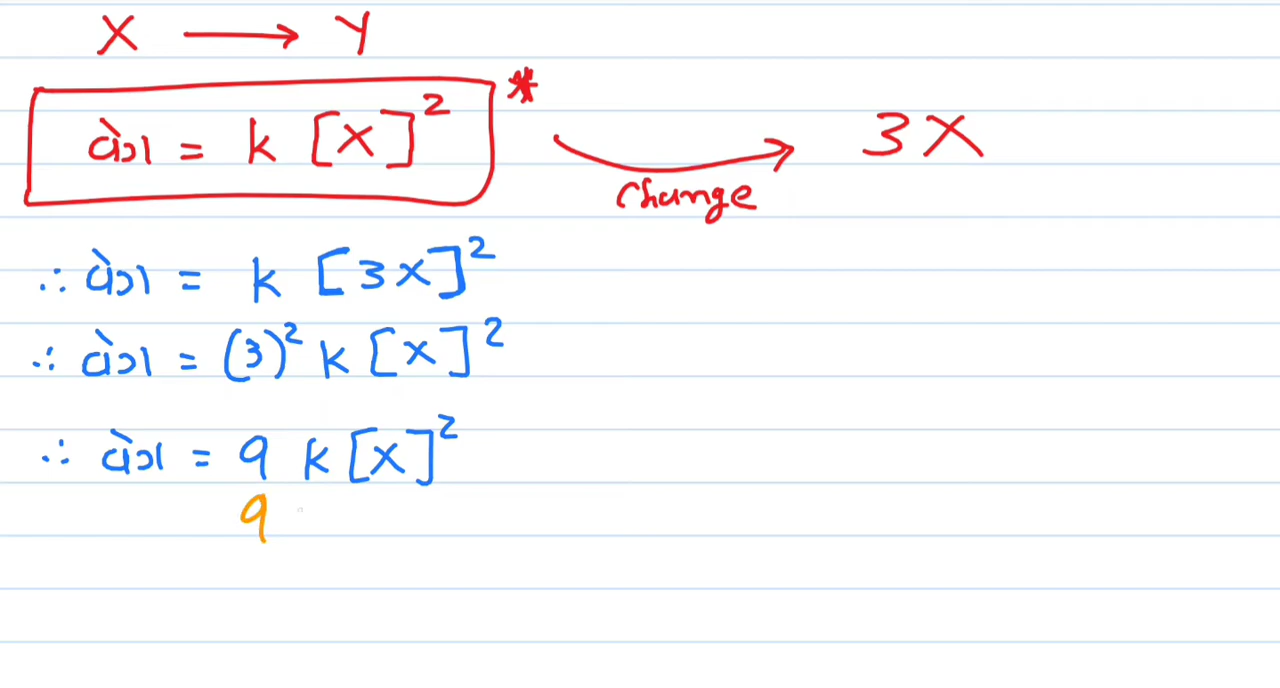 X ⟶ Y
વેગ = k [X]² *
change
3X
∴ વેગ = k [3X]²
∴ વેગ = (3)² k [X]²
∴ વેગ = 9 k [X]²
9